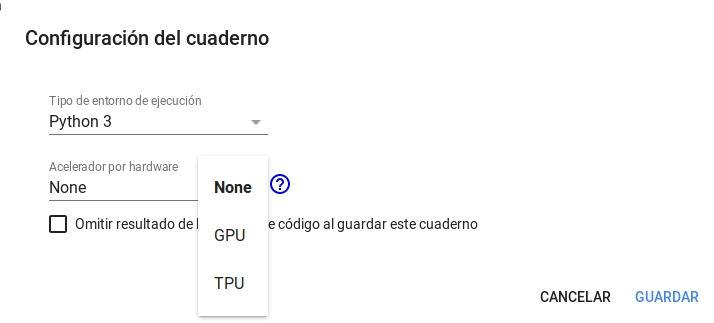 Configuración del cuaderno
Tipo de entorno de ejecución
Python 3
Acelerador por hardware
None
None
GPU
TPU
Omitir resultado de e código al guardar este cuaderno
CANCELAR GUARDAR